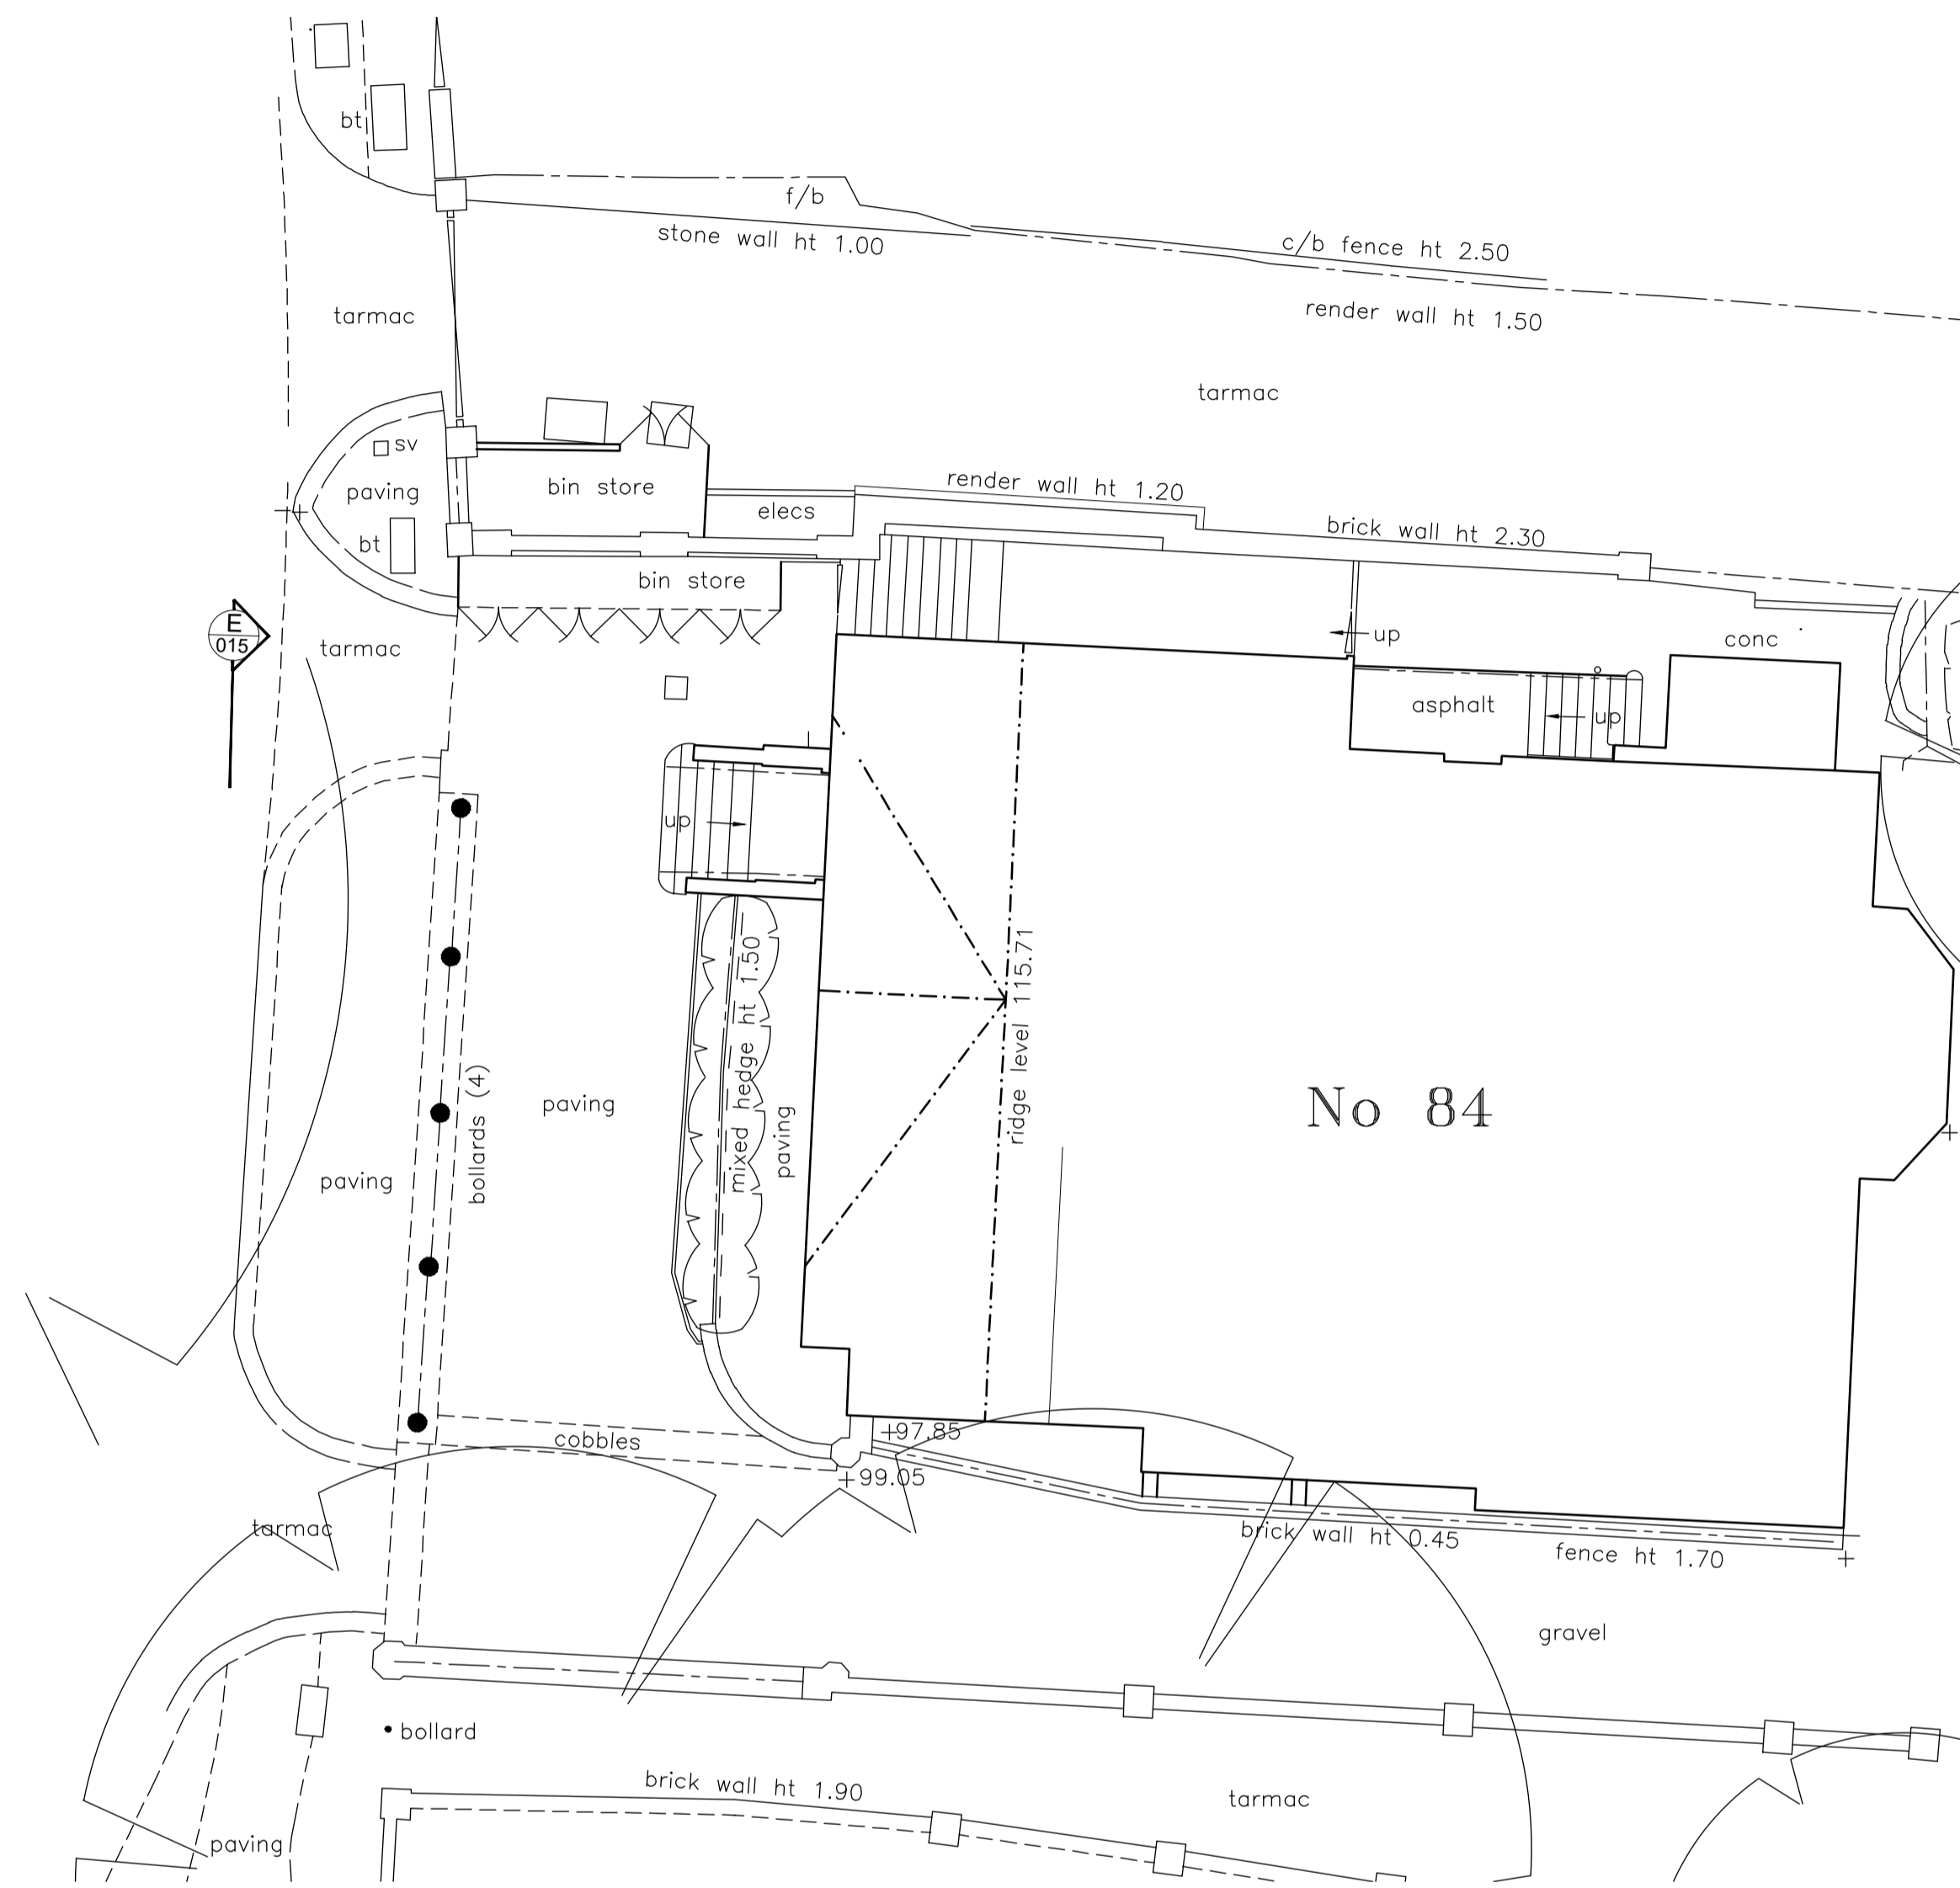 bt
f/b
stone wall ht 1.00
c/b fence ht 2.50
render wall ht 1.50
tarmac
tarmac
sv
paving
bin store
render wall ht 1.20
elecs
brick wall ht 2.30
bt
bin store
E
015
tarmac
up
conc
asphalt
up
up
mixed hedge ht 1.50
ridge level 115.71
bollards (4)
paving
paving
paving
No 84
+97.85
cobbles
+99.05
tarmac
brick wall ht 0.45
fence ht 1.70
gravel
bollard
brick wall ht 1.90
tarmac
paving